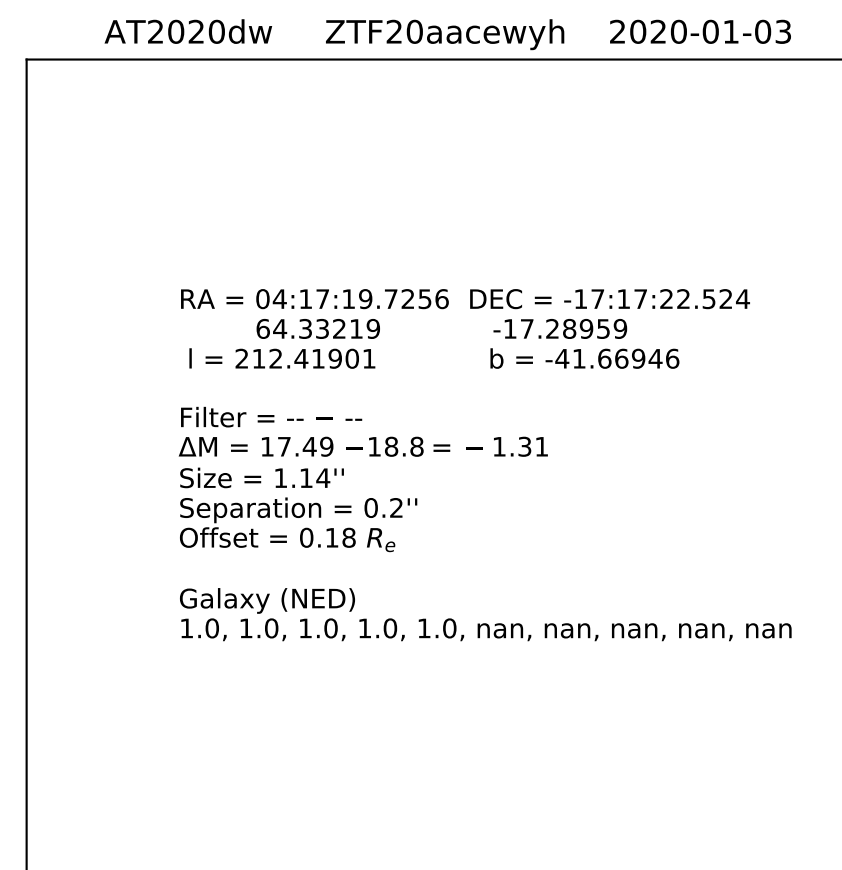 AT2020dw ZTF20aacewyh 2020-01-03
RA = 04:17:19.7256 DEC = -17:17:22.524
64.33219 -17.28959
l = 212.41901 b = -41.66946
Filter = -- − --
ΔM = 17.49 −18.8 = − 1.31
Size = 1.14''
Separation = 0.2''
Offset = 0.18 Re
Galaxy (NED)
1.0, 1.0, 1.0, 1.0, 1.0, nan, nan, nan, nan, nan